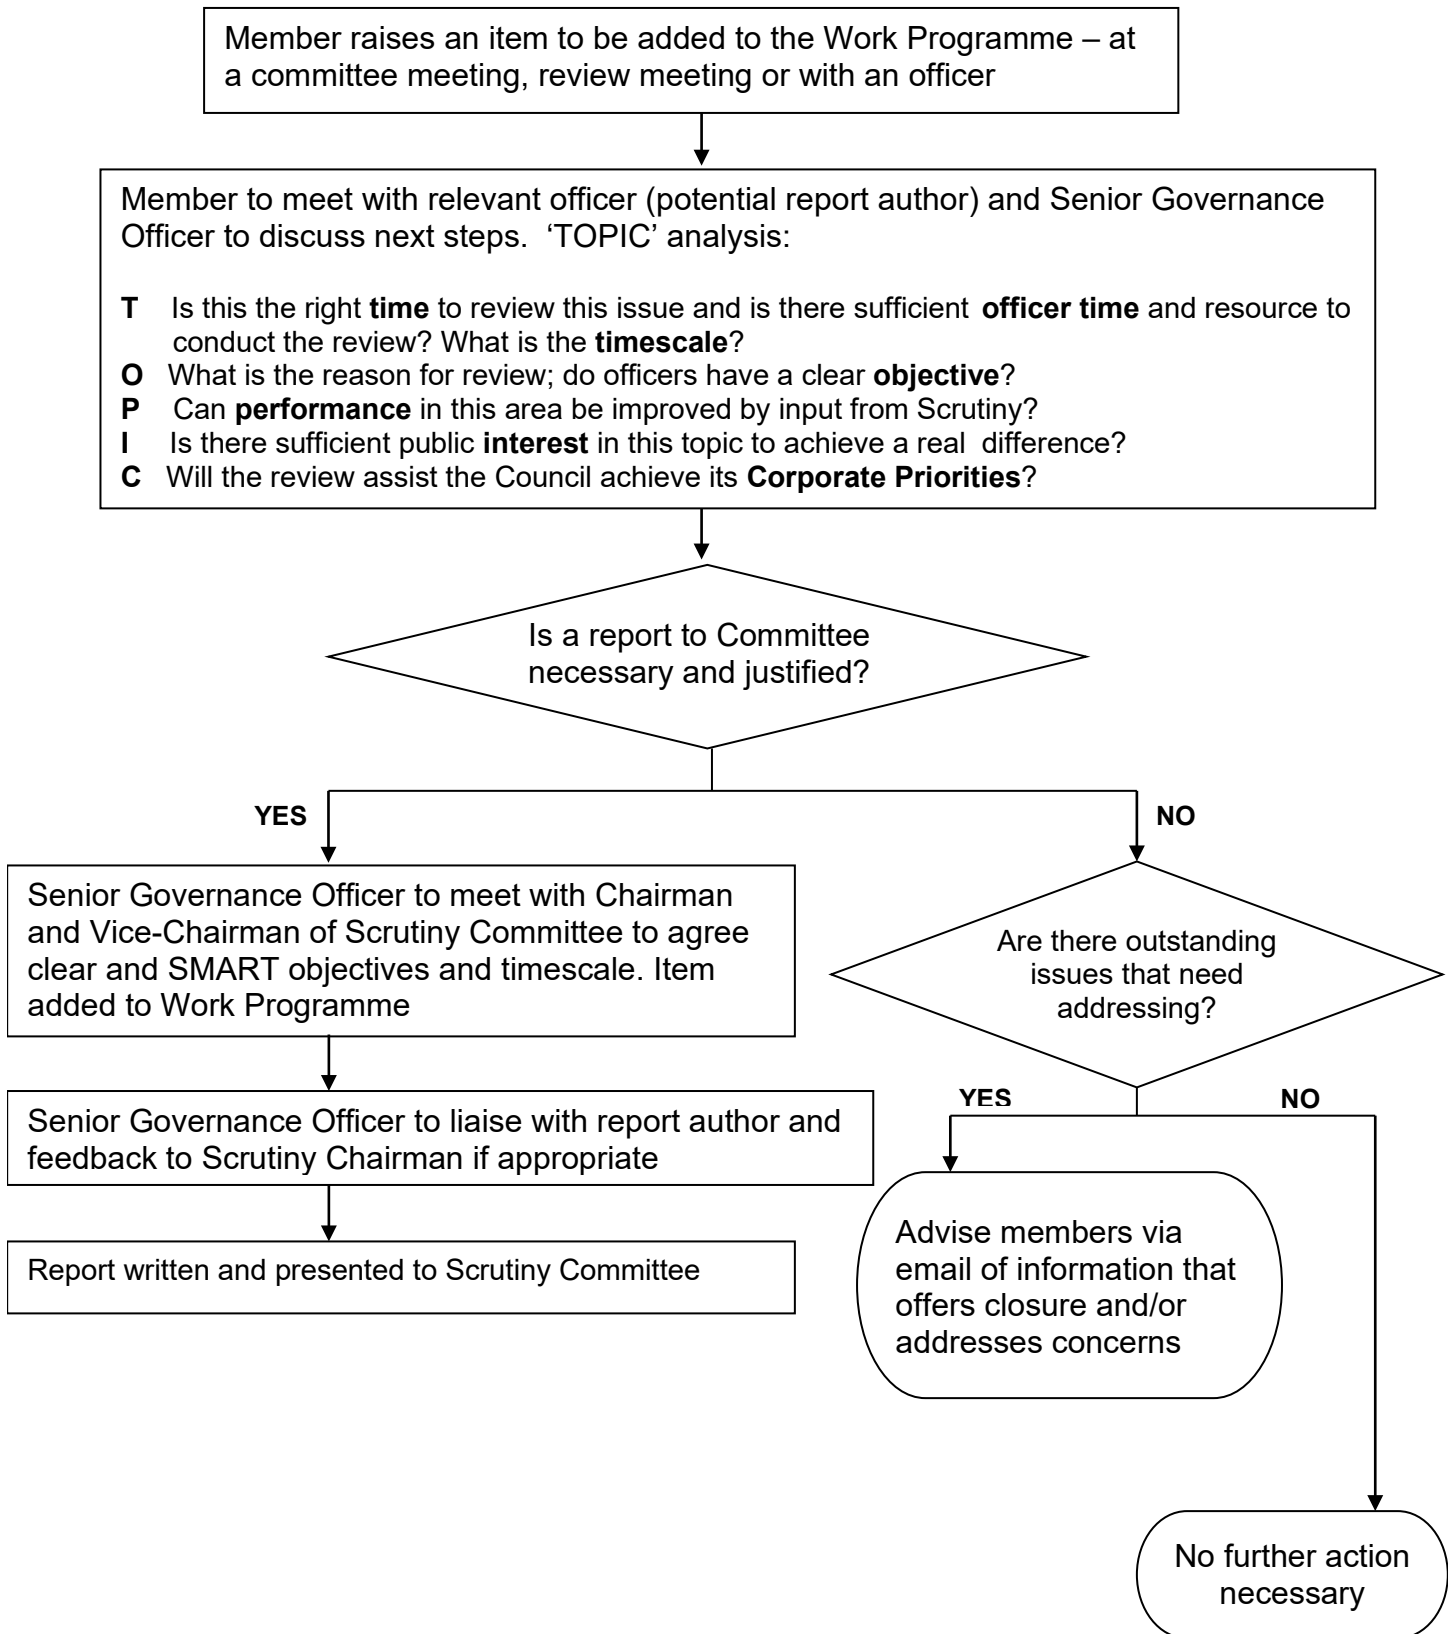 Member raises an item to be added to the Work Programme – at
a committee meeting, review meeting or with an officer
Member to meet with relevant officer (potential report author) and Senior Governance
Officer to discuss next steps. ‘TOPIC’ analysis:
T Is this the right time to review this issue and is there sufficient officer time and resource to
conduct the review? What is the timescale?
O What is the reason for review; do officers have a clear objective?
P Can performance in this area be improved by input from Scrutiny?
I Is there sufficient public interest in this topic to achieve a real difference?
C Will the review assist the Council achieve its Corporate Priorities?
Is a report to Committee
necessary and justified?
YES
NO
Senior Governance Officer to meet with Chairman
and Vice-Chairman of Scrutiny Committee to agree
clear and SMART objectives and timescale. Item
added to Work Programme
Are there outstanding
issues that need
addressing?
YES
NO
Senior Governance Officer to liaise with report author and
feedback to Scrutiny Chairman if appropriate
Report written and presented to Scrutiny Committee
Advise members via
email of information that
offers closure and/or
addresses concerns
No further action
necessary